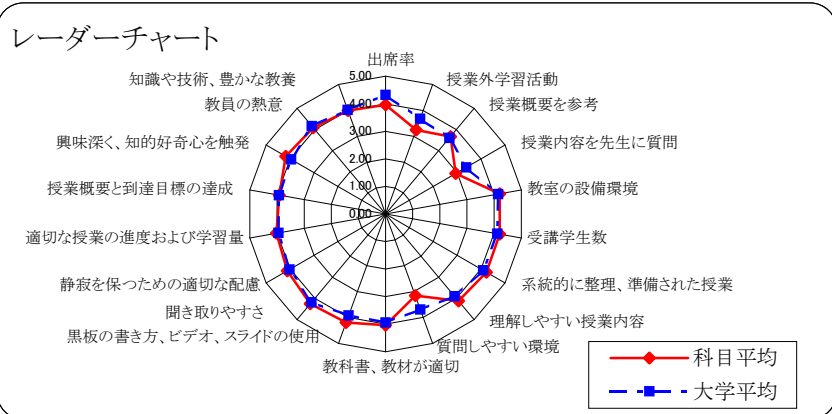 レーダーチャート
出席率
授業外学習活動
授業概要を参考
授業内容を先生に質問
教室の設備環境
受講学生数
系統的に整理、準備された授業
理解しやすい授業内容
質問しやすい環境
教科書、教材が適切
黒板の書き方、ビデオ、スライドの使用
聞き取りやすさ
静寂を保つための適切な配慮
適切な授業の進度および学習量
授業概要と到達目標の達成
興味深く、知的好奇心を触発
教員の熱意
知識や技術、豊かな教養
5.00
4.00
3.00
2.00
1.00
0.00
科目平均
大学平均